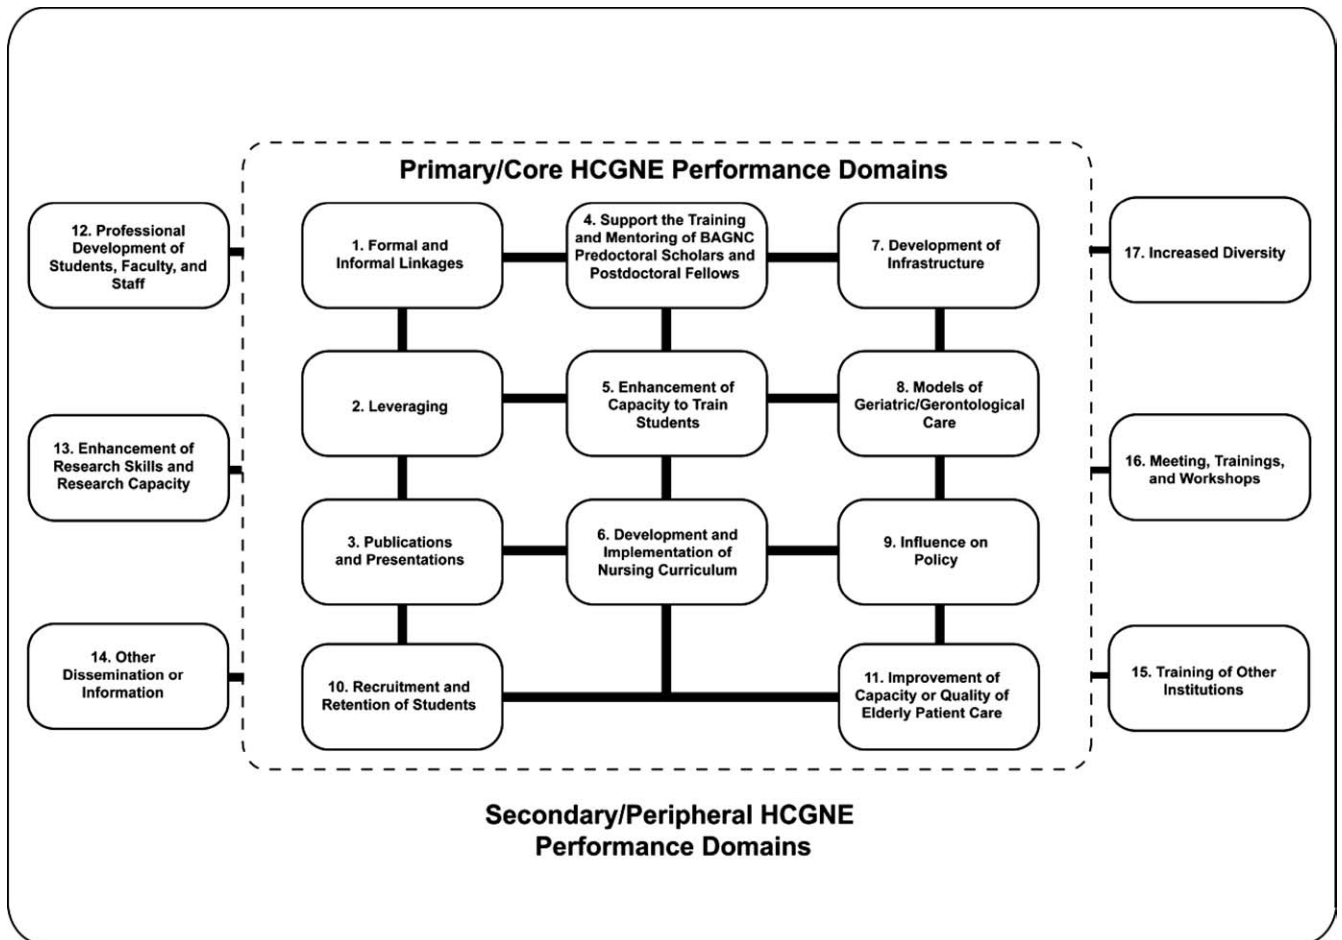 Primary/Core HCGNE Performance Domains
1. Formal and
Informal Linkages
2. Leveraging
3. Publications
and Presentations
4. Support the Training
and Mentoring of BAGNC
Predoctoral Scholars and
Postdoctoral Fellows
5. Enhancement of
Capacity to Train
Students
6. Development and
Implementation of
Nursing Curriculum
7. Development of
Infrastructure
8. Models of
Geriatric/Gerontological
Care
9. Influence on
Policy
10. Recruitment and
Retention of Students
11. Improvement of
Capacity or Quality of
Elderly Patient Care
12. Professional
Development of
Students, Faculty, and
Staff
13. Enhancement of
Research Skills and
Research Capacity
14. Other
Dissemination or
Information
15. Training of Other
Institutions
16. Meeting, Trainings,
and Workshops
17. Increased Diversity
Secondary/Peripheral HCGNE
Performance Domains